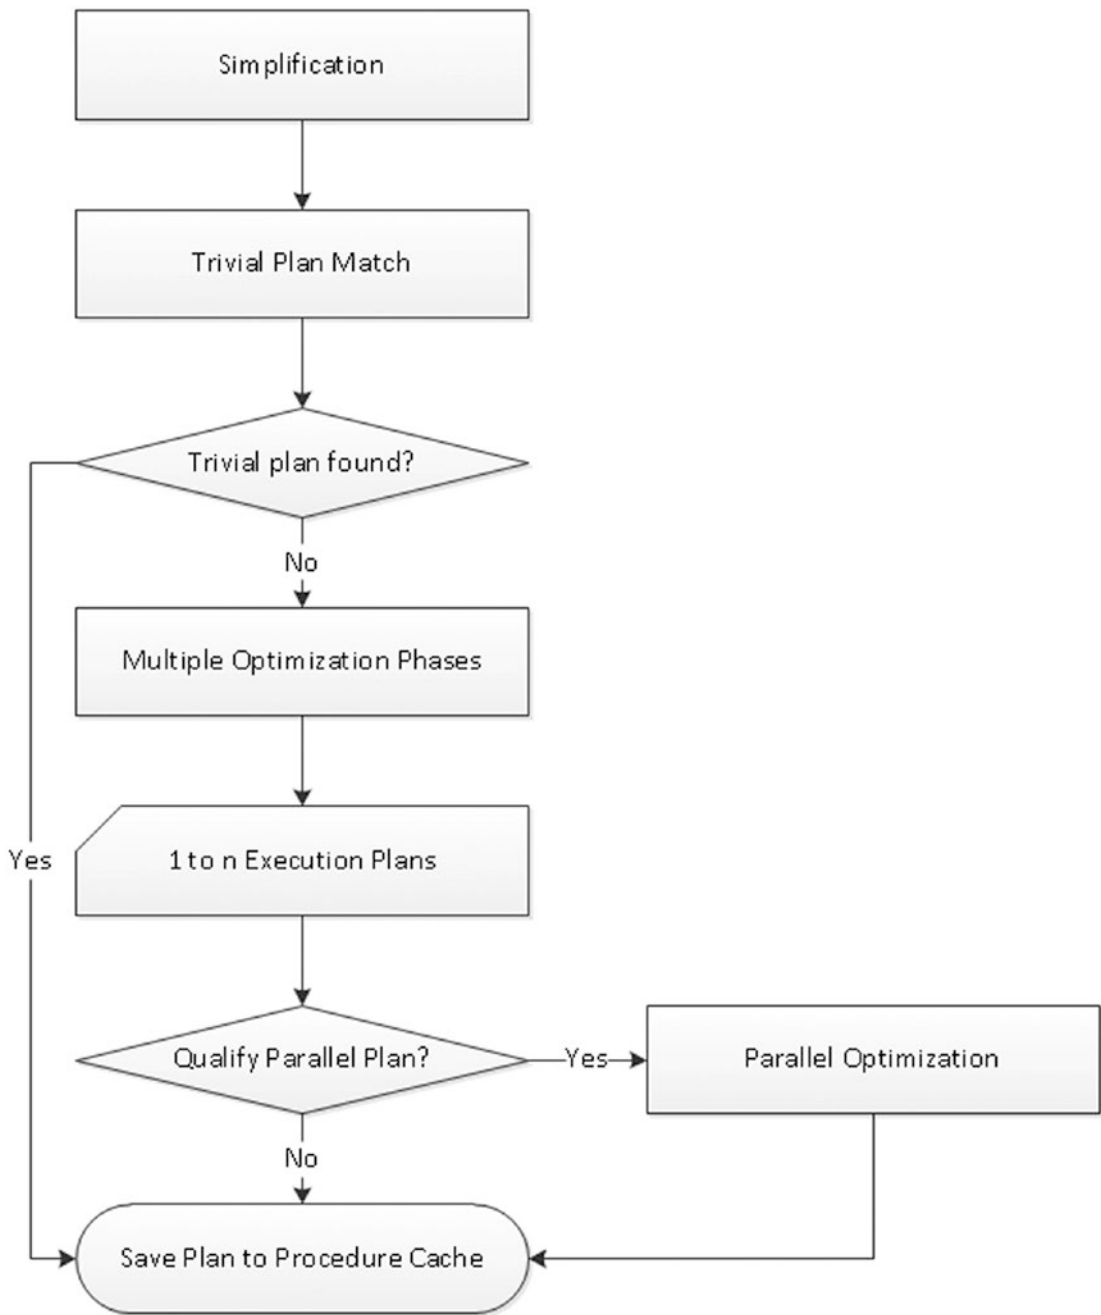 Simplification
Trivial Plan Match
Trivial plan found?
No
Multiple Optimization Phases
Yes
1 to n Execution Plans
Qualify Parallel Plan?
Yes
Parallel Optimization
No
Save Plan to Procedure Cache